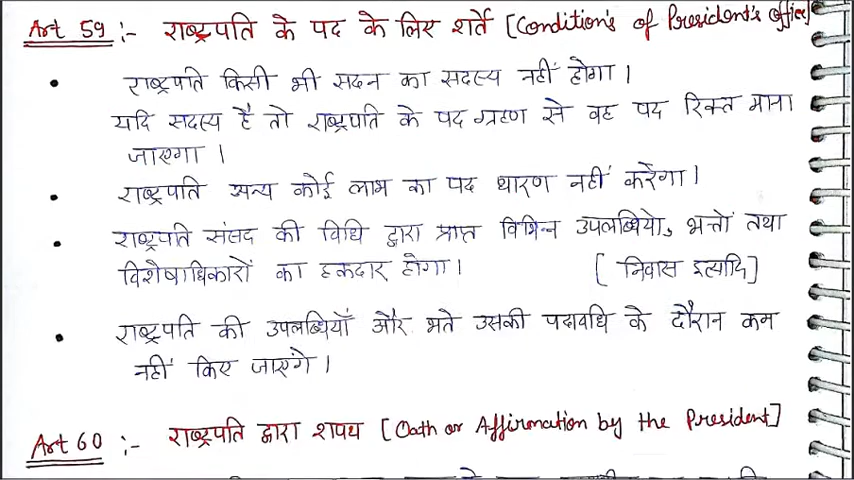 Art 59 :- राष्ट्रपति के पद के लिए शर्ते [Condition's of President's office]
• राष्ट्रपति किसी भी सदन का सदस्य नहीं होगा।
यदि सदस्य है तो राष्ट्रपति के पद ग्रहण से वह पद रिक्त माना
जाएगा।
• राष्ट्रपति अन्य कोई लाभ का पद धारण नहीं करेगा।
• राष्ट्रपति संसद की विधि द्वारा प्राप्त विभिन्न उपलब्धियो, भत्तों तथा
विशेषाधिकारों का हकदार होगा। [निवास इत्यादि]
• राष्ट्रपति की उपलब्धियाँ और भते उसकी पदावधि के दौरान कम
नहीं किए जाएंगे।
Art 60 :- राष्ट्रपति द्वारा शपथ [Oath or Affirmation by the President]